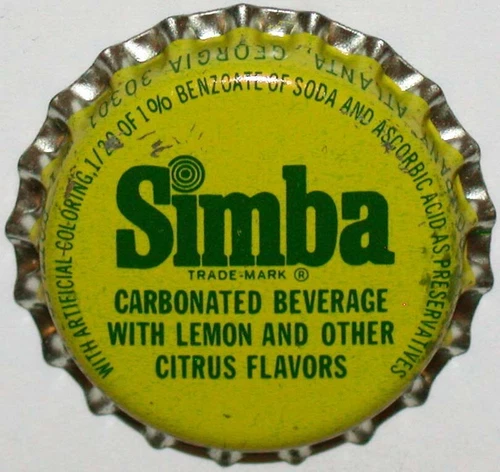 Simba
TRADE-MARK ®
CARBONATED BEVERAGE
WITH LEMON AND OTHER
CITRUS FLAVORS
WITH ARTIFICIAL COLORING, 1/20 OF 1% BENZOATE OF SODA AND ASCORBIC ACID AS PRESERVATIVES
ATLANTA, GEORGIA 30301